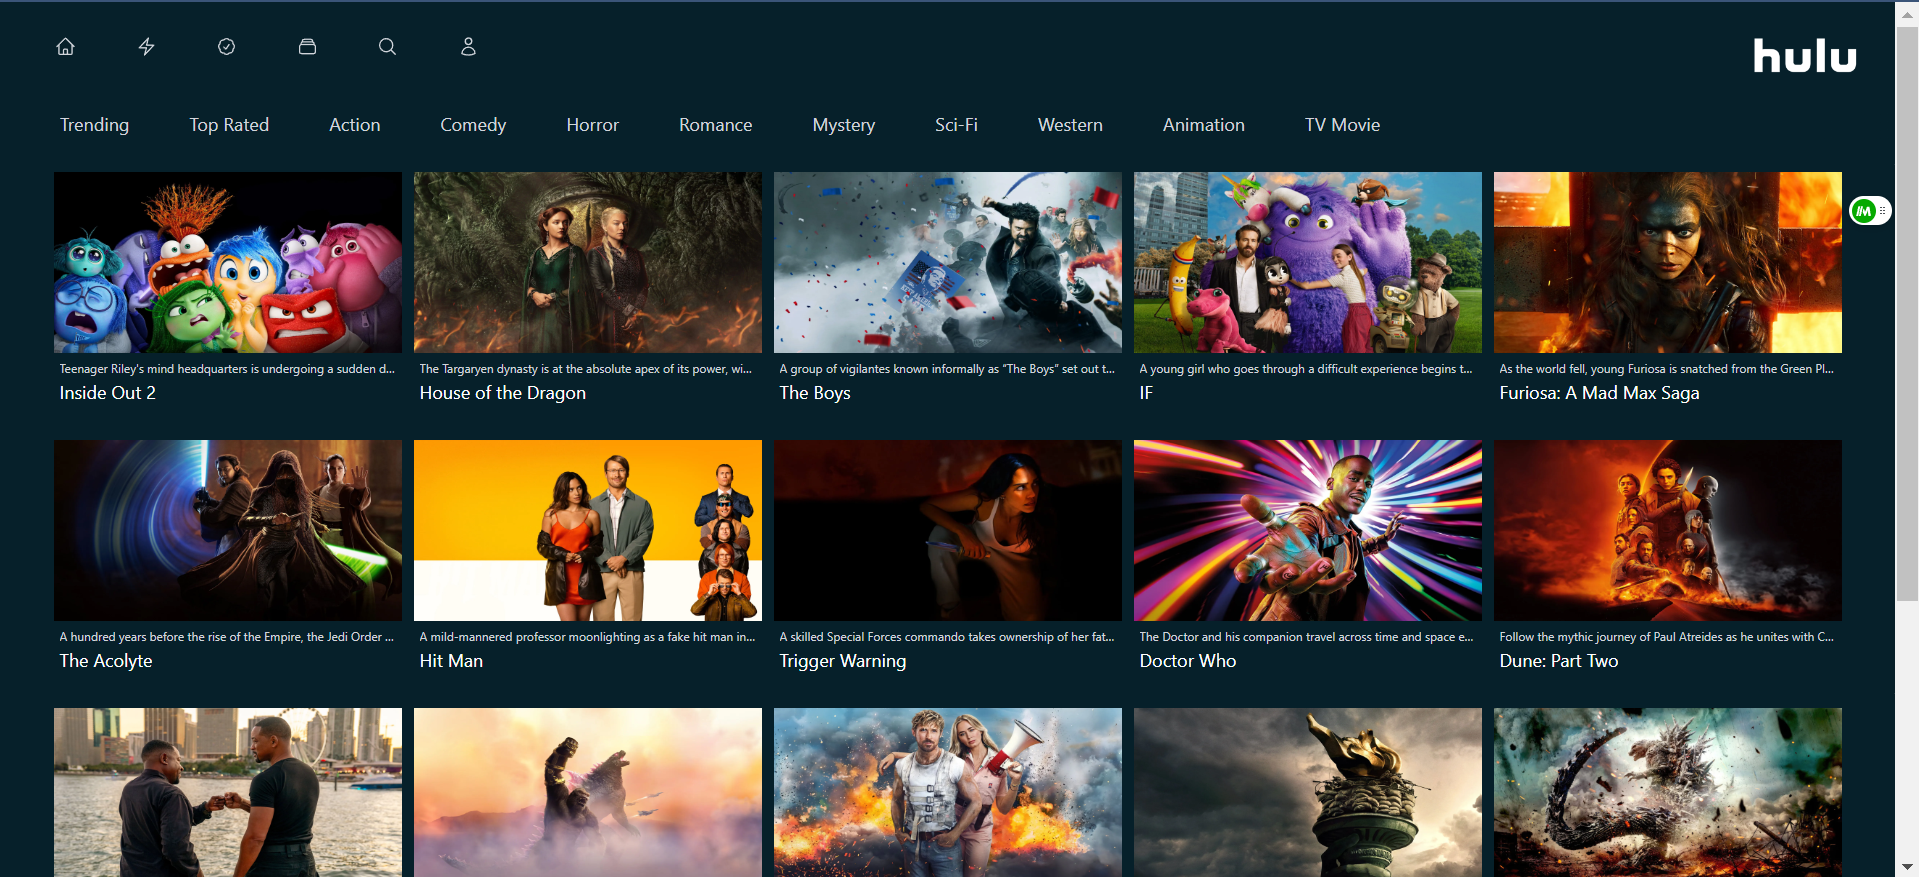 hulu
Trending Top Rated Action Comedy Horror Romance Mystery Sci-Fi Western Animation TV Movie
Teenager Riley's mind headquarters is undergoing a sudden d...
Inside Out 2
The Targaryen dynasty is at the absolute apex of its power, wi...
House of the Dragon
A group of vigilantes known informally as “The Boys” set out t...
The Boys
A young girl who goes through a difficult experience begins t...
IF
As the world fell, young Furiosa is snatched from the Green Pl...
Furiosa: A Mad Max Saga
A hundred years before the rise of the Empire, the Jedi Order ...
The Acolyte
A mild-mannered professor moonlighting as a fake hit man in...
Hit Man
A skilled Special Forces commando takes ownership of her fat...
Trigger Warning
The Doctor and his companion travel across time and space e...
Doctor Who
Follow the mythic journey of Paul Atreides as he unites with C...
Dune: Part Two